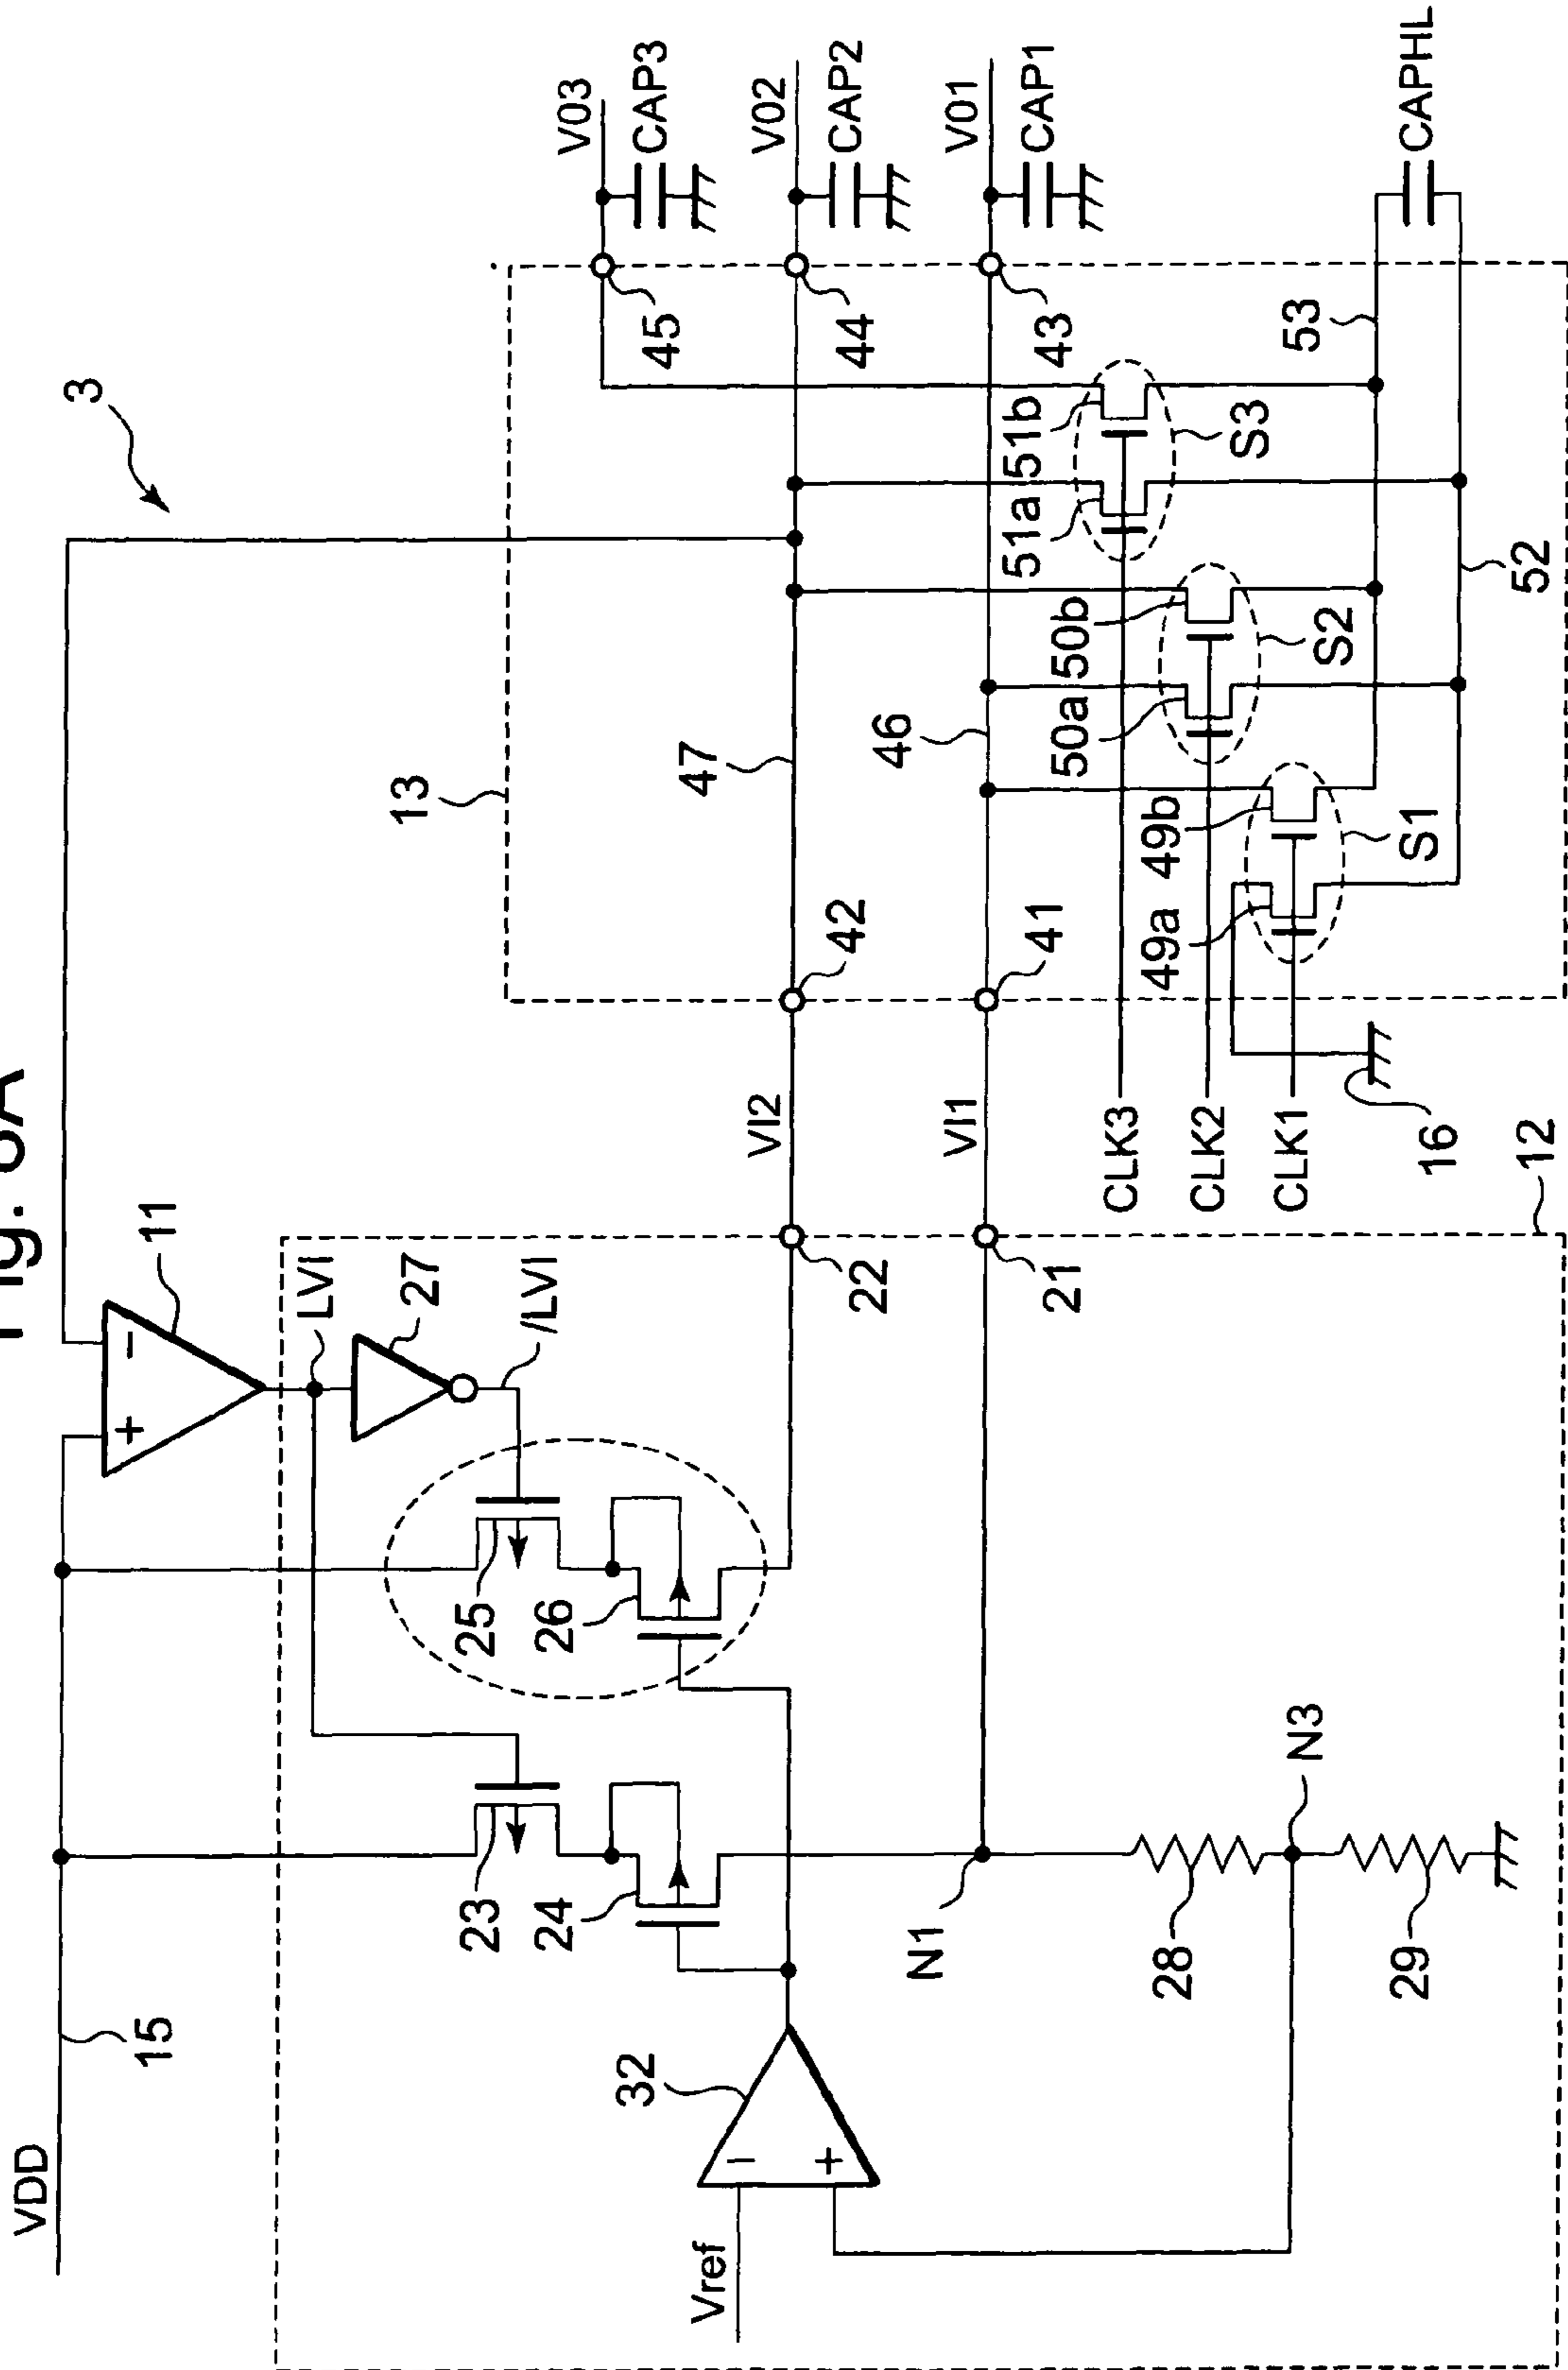 Fig.
VDD
15
3
11
+
−
LVI
27
/LVI
23
24
25
26
32
Vref
−
+
N1
28
N3
29
22
21
12
VI2
VI1
CLK3
CLK2
CLK1
16
13
42
41
47
46
49a
49b
S1
50a
50b
S2
51a
51b
S3
52
53
45
44
43
V03
CAP3
V02
CAP2
V01
CAP1
CAPHL